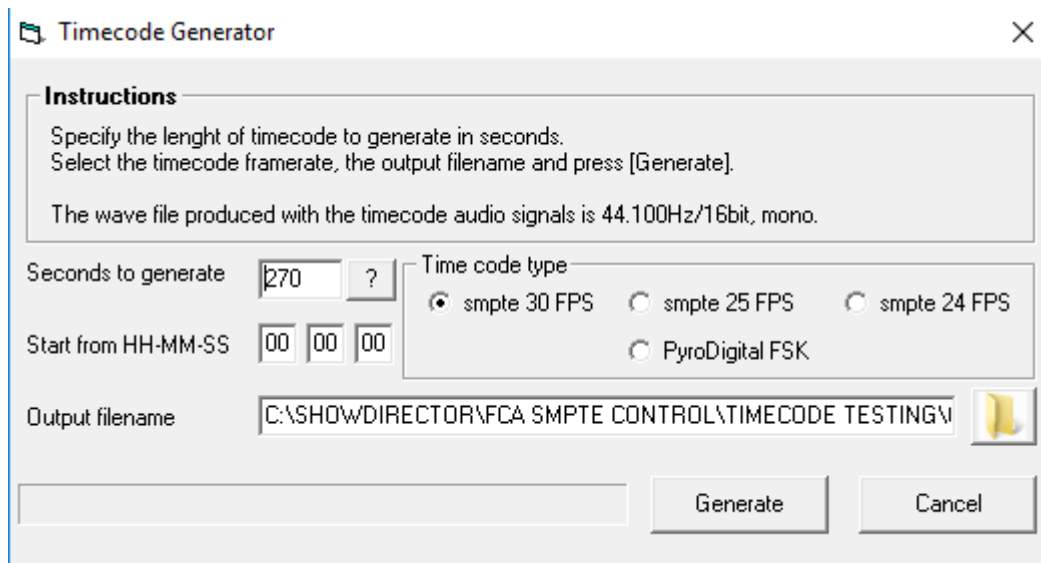 Timecode Generator
Instructions
Specify the lenght of timecode to generate in seconds.
Select the timecode framerate, the output filename and press [Generate].
The wave file produced with the timecode audio signals is 44.100Hz/16bit, mono.
Seconds to generate 270 ?
Time code type
smpte 30 FPS smpte 25 FPS smpte 24 FPS
Start from HH-MM-SS 00 00 00
PyroDigital FSK
Output filename C:\SHOWDIRECTOR\FCA SMPTE CONTROL\TIMECODE TESTING\
Generate Cancel